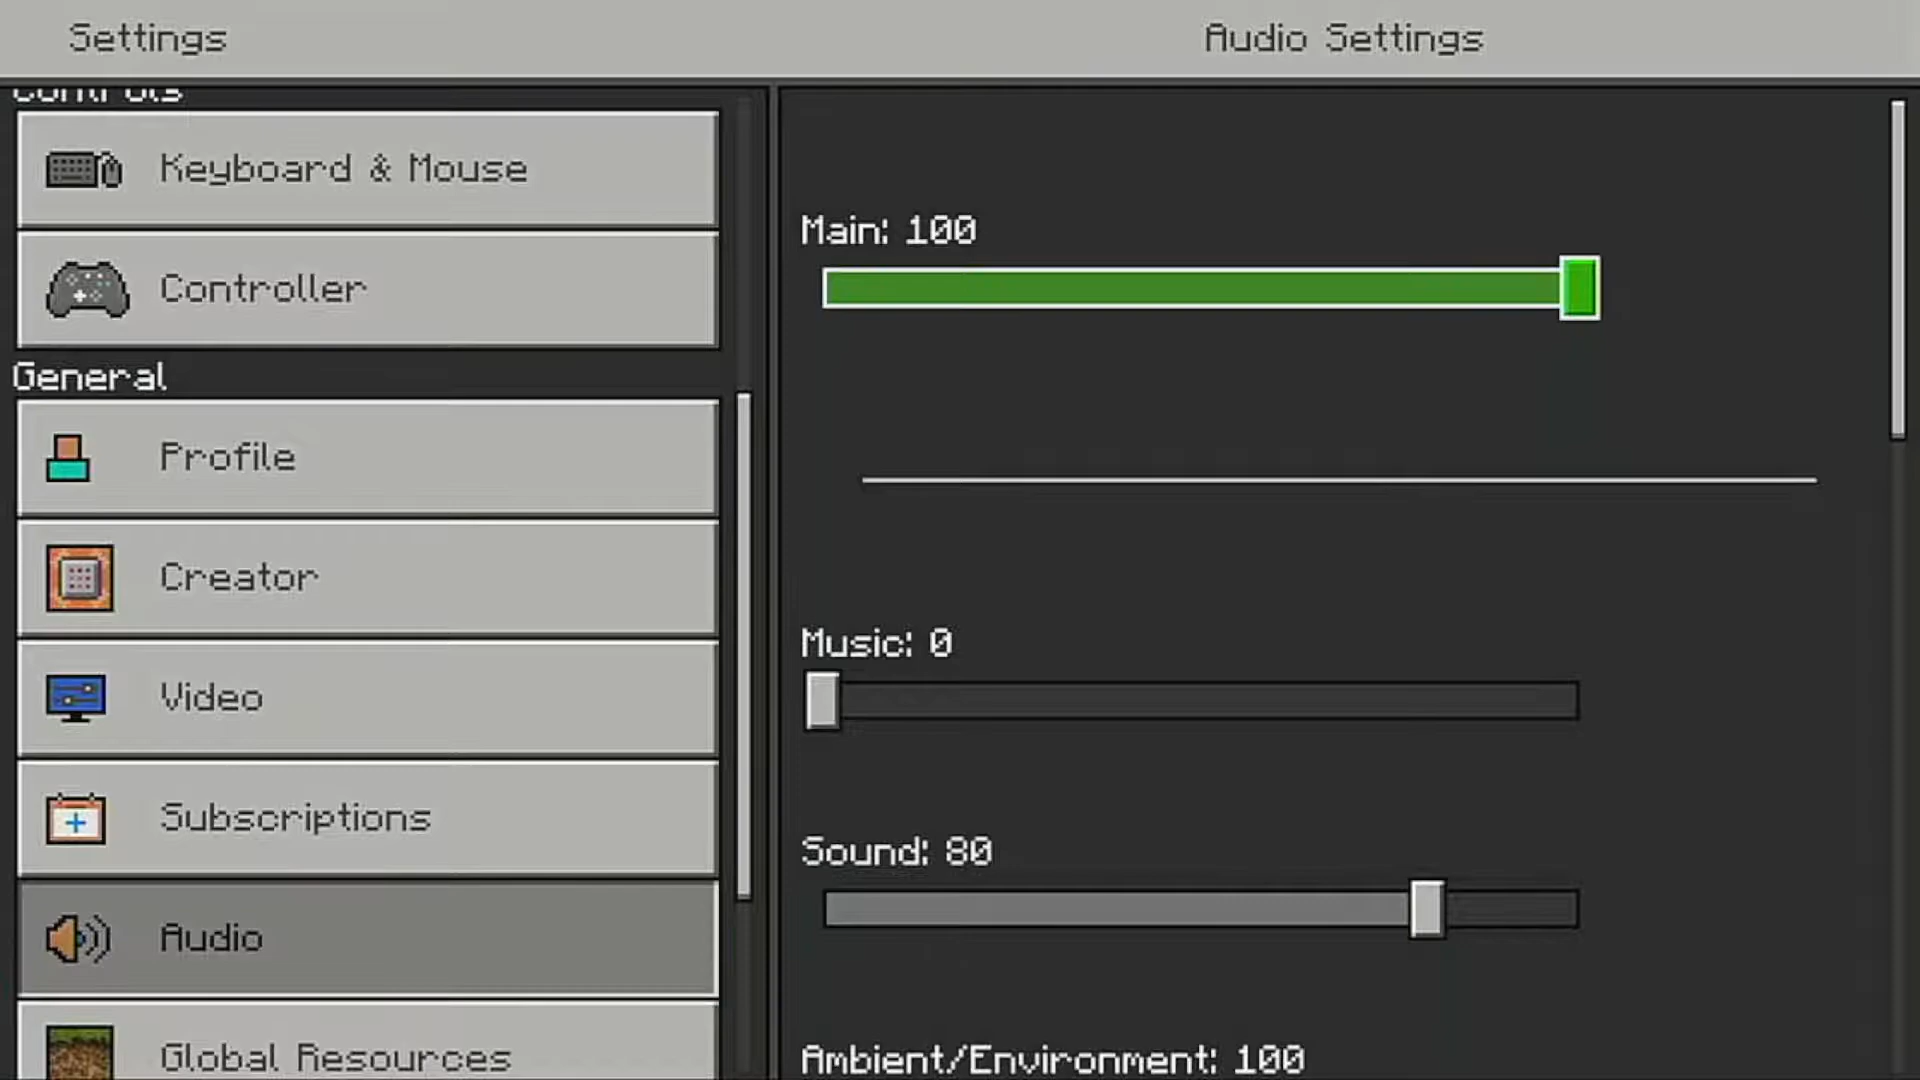 Settings
Audio Settings
Controls
Keyboard & Mouse
Controller
General
Profile
Creator
Video
Subscriptions
Audio
Global Resources
Main: 100
Music: 0
Sound: 80
Ambient/Environment: 100